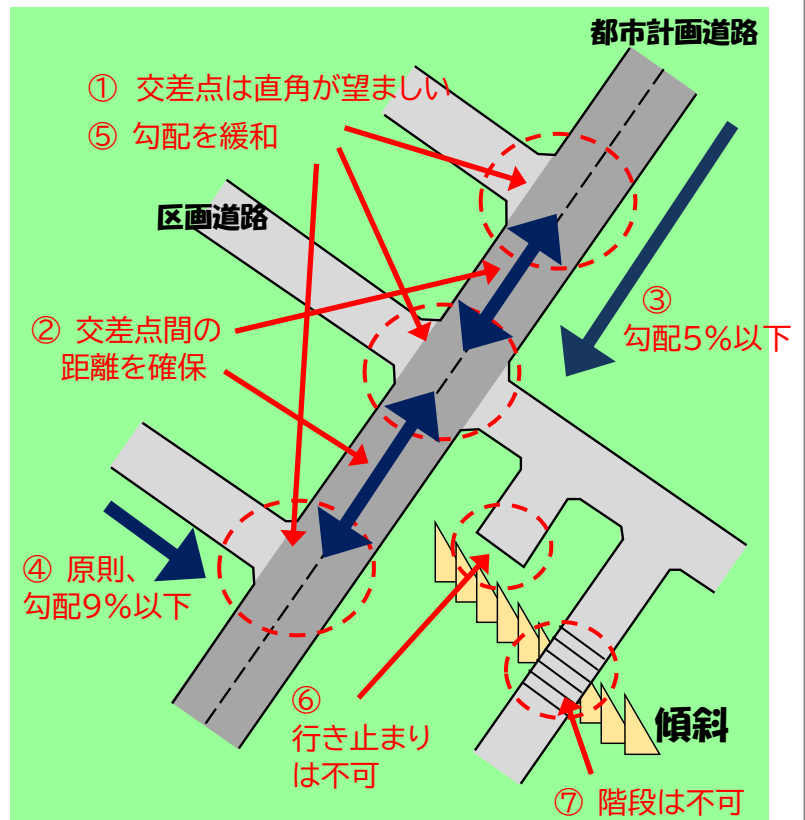 都市計画道路
① 交差点は直角が望ましい
⑤ 勾配を緩和
区画道路
② 交差点間の
距離を確保
③
勾配5%以下
④ 原則、
勾配9%以下
⑥
行き止まり
は不可
傾斜
⑦ 階段は不可